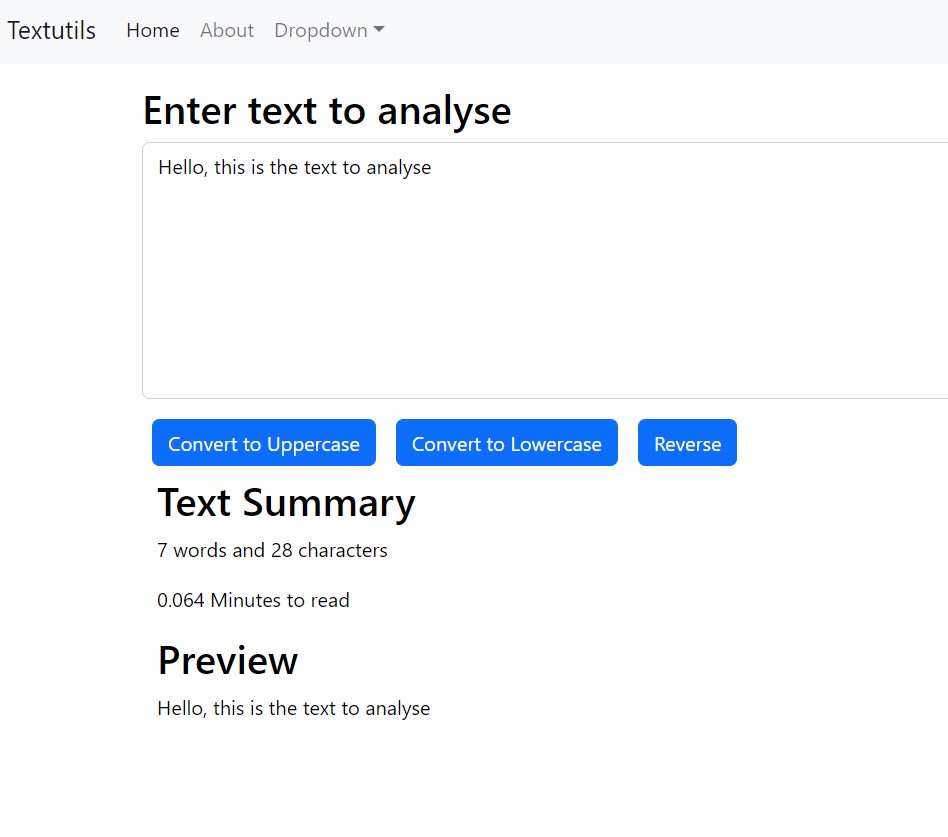 Textutils Home About Dropdown
Enter text to analyse
Hello, this is the text to analyse
Convert to Uppercase Convert to Lowercase Reverse
Text Summary
7 words and 28 characters
0.064 Minutes to read
Preview
Hello, this is the text to analyse